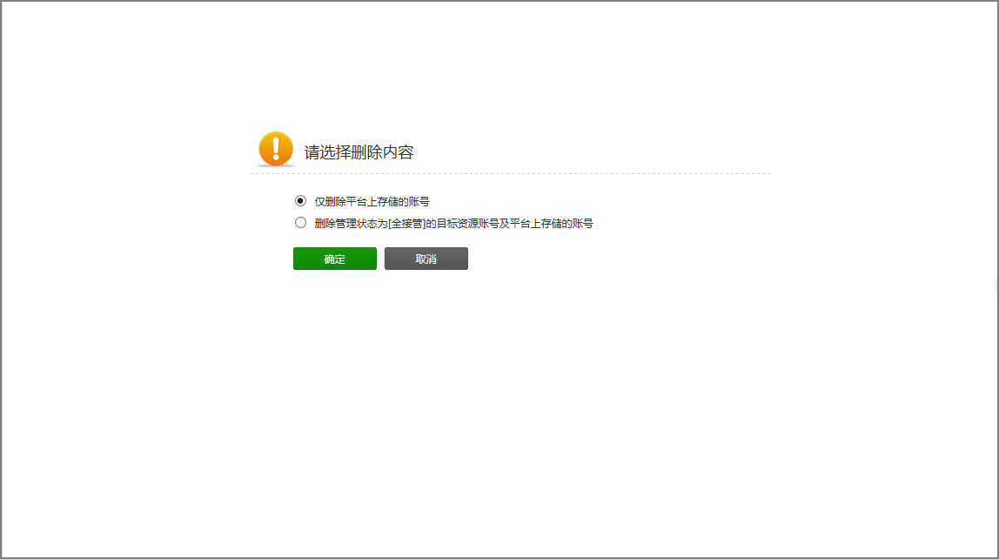 请选择删除内容
仅删除平台上存储的账号
删除管理状态为[全接管]的目标资源账号及平台上存储的账号
确定 取消